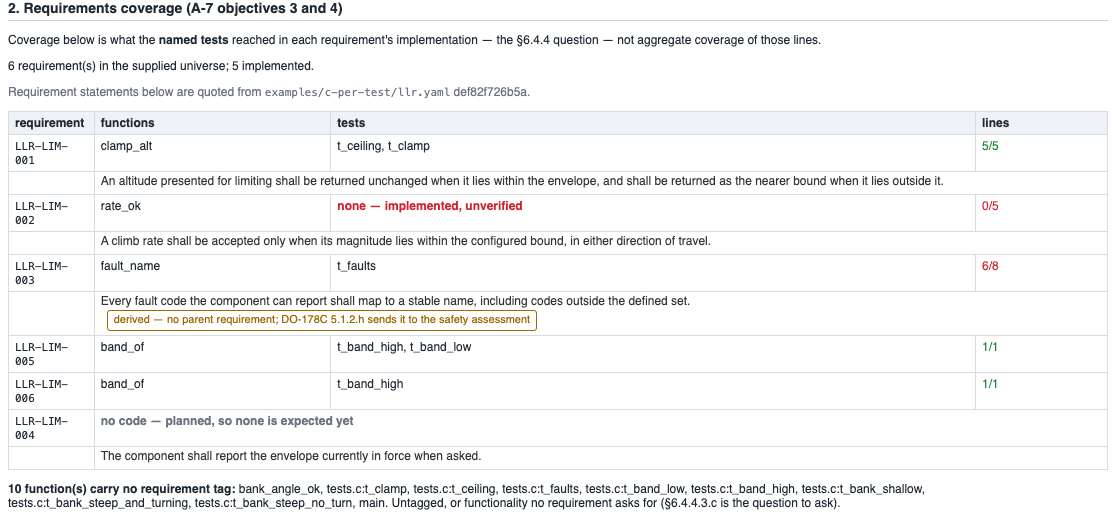 2. Requirements coverage (A-7 objectives 3 and 4)
Coverage below is what the named tests reached in each requirement's implementation — the §6.4.4 question — not aggregate coverage of those lines.
6 requirement(s) in the supplied universe; 5 implemented.
Requirement statements below are quoted from examples/c-per-test/llr.yaml def82f726b5a.
requirement functions tests lines
LLR-LIM-001 clamp_alt t_ceiling, t_clamp 5/5
An altitude presented for limiting shall be returned unchanged when it lies within the envelope, and shall be returned as the nearer bound when it lies outside it.
LLR-LIM-002 rate_ok none — implemented, unverified 0/5
A climb rate shall be accepted only when its magnitude lies within the configured bound, in either direction of travel.
LLR-LIM-003 fault_name t_faults 6/8
Every fault code the component can report shall map to a stable name, including codes outside the defined set.
derived — no parent requirement; DO-178C 5.1.2.h sends it to the safety assessment
LLR-LIM-005 band_of t_band_high, t_band_low 1/1
LLR-LIM-006 band_of t_band_high 1/1
LLR-LIM-004 no code — planned, so none is expected yet
The component shall report the envelope currently in force when asked.
10 function(s) carry no requirement tag: bank_angle_ok, tests.c:t_clamp, tests.c:t_ceiling, tests.c:t_faults, tests.c:t_band_low, tests.c:t_band_high, tests.c:t_bank_shallow,
tests.c:t_bank_steep_and_turning, tests.c:t_bank_steep_no_turn, main. Untagged, or functionality no requirement asks for (§6.4.4.3.c is the question to ask).